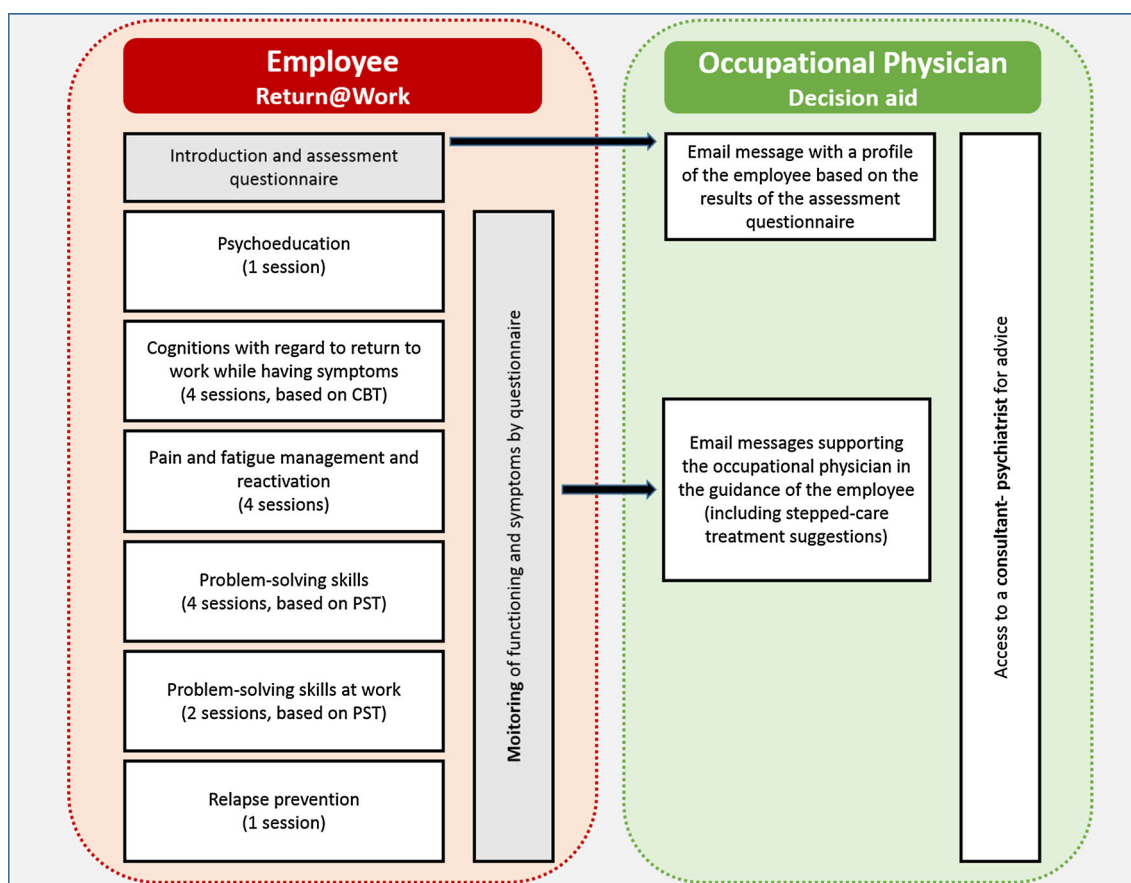 Employee
Return@Work
Introduction and assessment
questionnaire
Psychoeducation
(1 session)
Cognitions with regard to return to
work while having symptoms
(4 sessions, based on CBT)
Pain and fatigue management and
reactivation
(4 sessions)
Problem-solving skills
(4 sessions, based on PST)
Problem-solving skills at work
(2 sessions, based on PST)
Relapse prevention
(1 session)
Moitoring of functioning and symptoms by questionnaire
Occupational Physician
Decision aid
Email message with a profile
of the employee based on the
results of the assessment
questionnaire
Email messages supporting
the occupational physician in
the guidance of the employee
(including stepped-care
treatment suggestions)
Access to a consultant- psychiatrist for advice